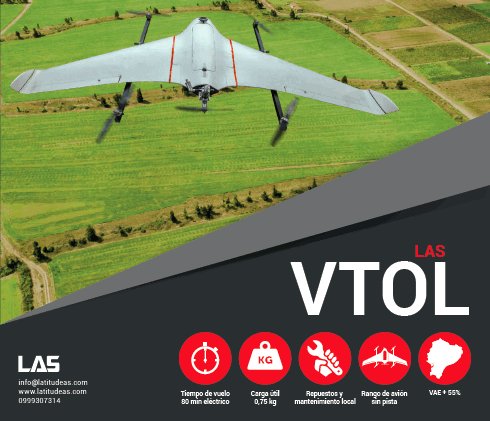 LAS
VTOL
LAS
info@latitudeas.com
www.latitudeas.com
0999307314
KG
Tiempo de vuelo
80 min eléctrico
Carga útil
0,75 kg
Repuestos y
mantenimiento local
Rango de avión
sin pista
VAE + 55%